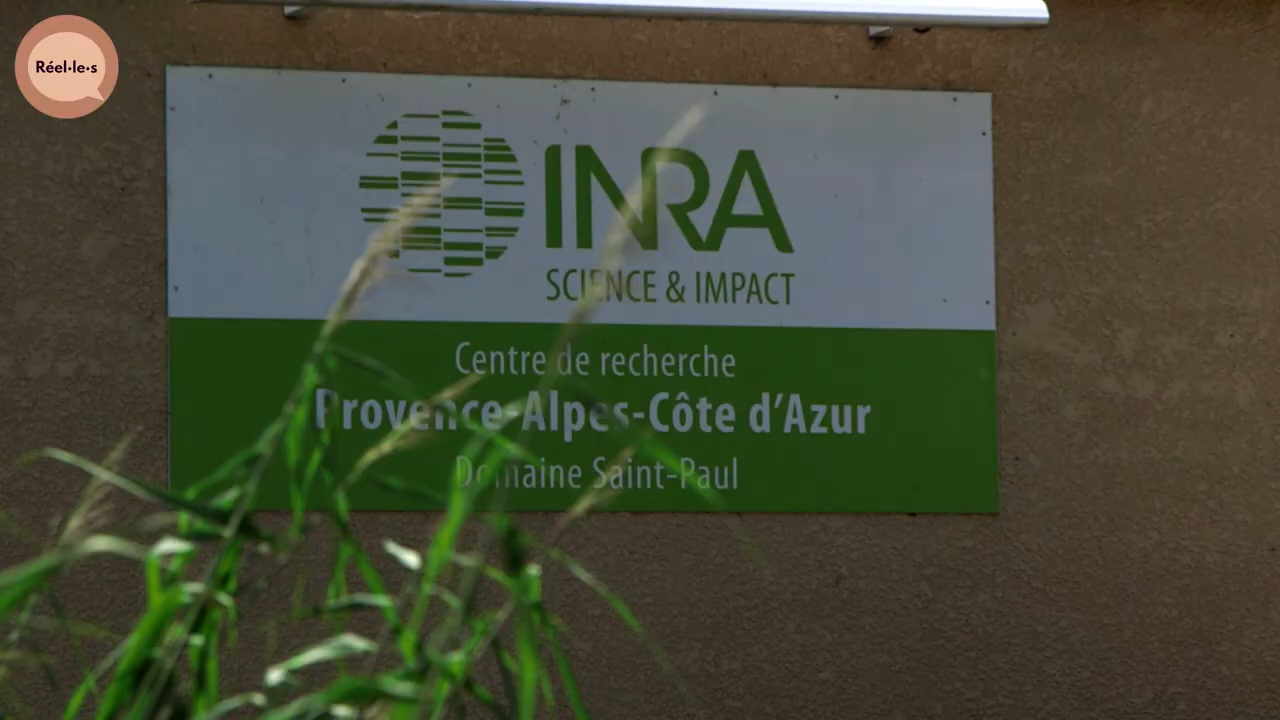 Réel·le·s
INRA
SCIENCE & IMPACT
Centre de recherche
Provence-Alpes-Côte d'Azur
Domaine Saint-Paul